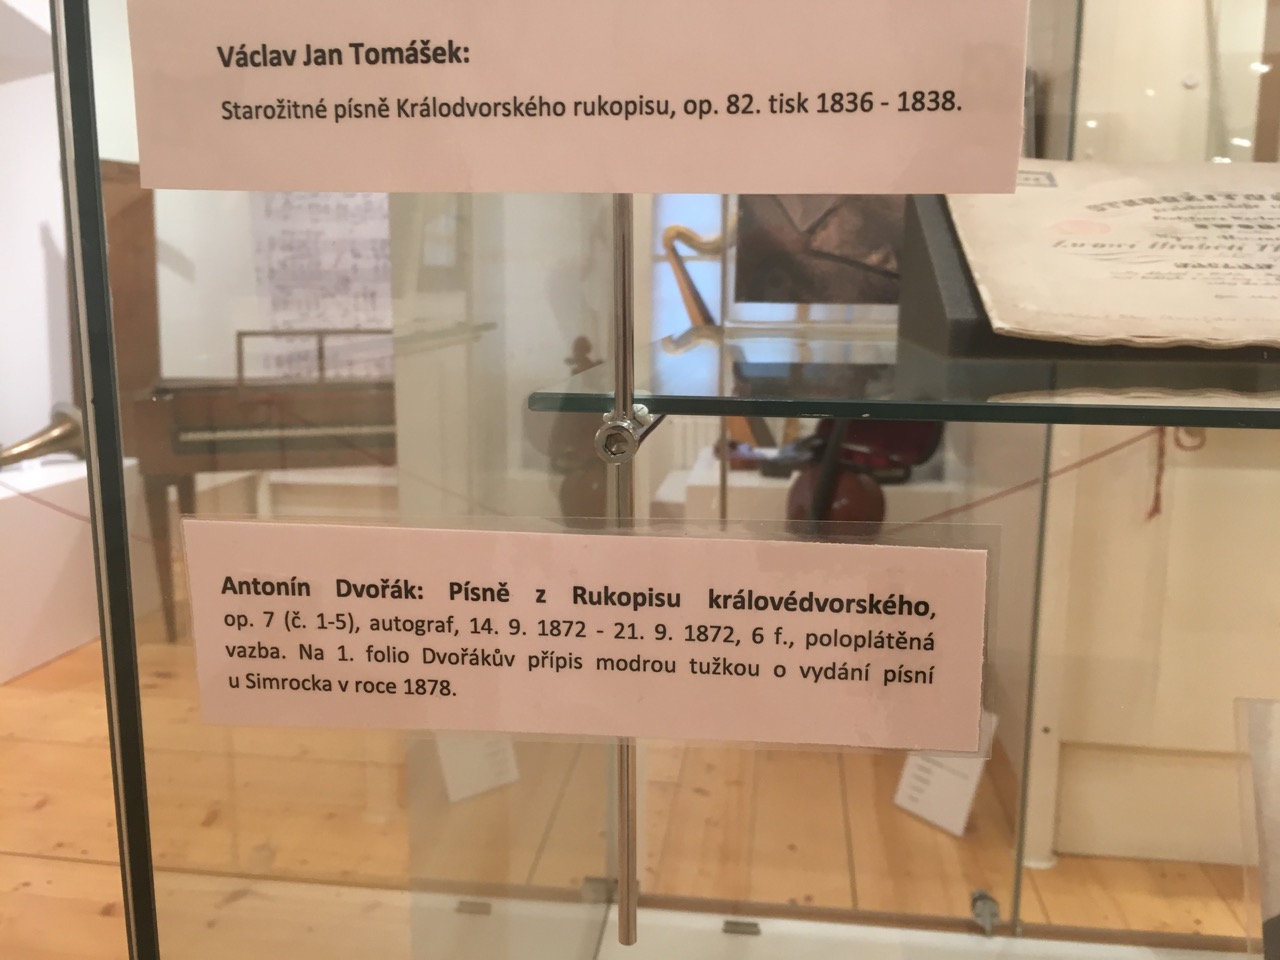 Václav Jan Tomášek:
Starožitné písně Králodvorského rukopisu, op. 82. tisk 1836 - 1838.
Antonín Dvořák: Písně z Rukopisu královédvorského,
op. 7 (č. 1-5), autograf, 14. 9. 1872 - 21. 9. 1872, 6 f., poloplátěná
vazba. Na 1. folio Dvořákův přípis modrou tužkou o vydání písní
u Simrocka v roce 1878.